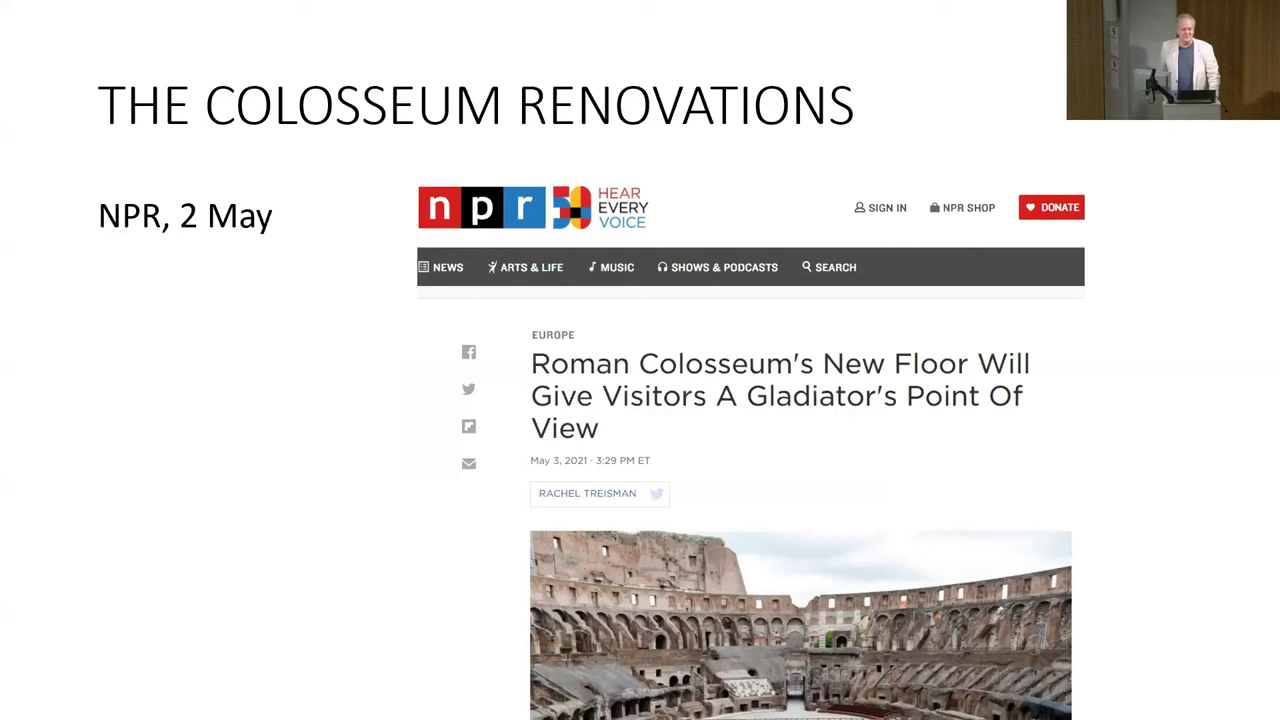 THE COLOSSEUM RENOVATIONS
NPR, 2 May
npr 50 HEAR
EVERY
VOICE
SIGN IN
NPR SHOP
DONATE
NEWS
ARTS & LIFE
MUSIC
SHOWS & PODCASTS
SEARCH
EUROPE
Roman Colosseum's New Floor Will
Give Visitors A Gladiator's Point Of
View
May 3, 2021 · 3:29 PM ET
RACHEL TREISMAN